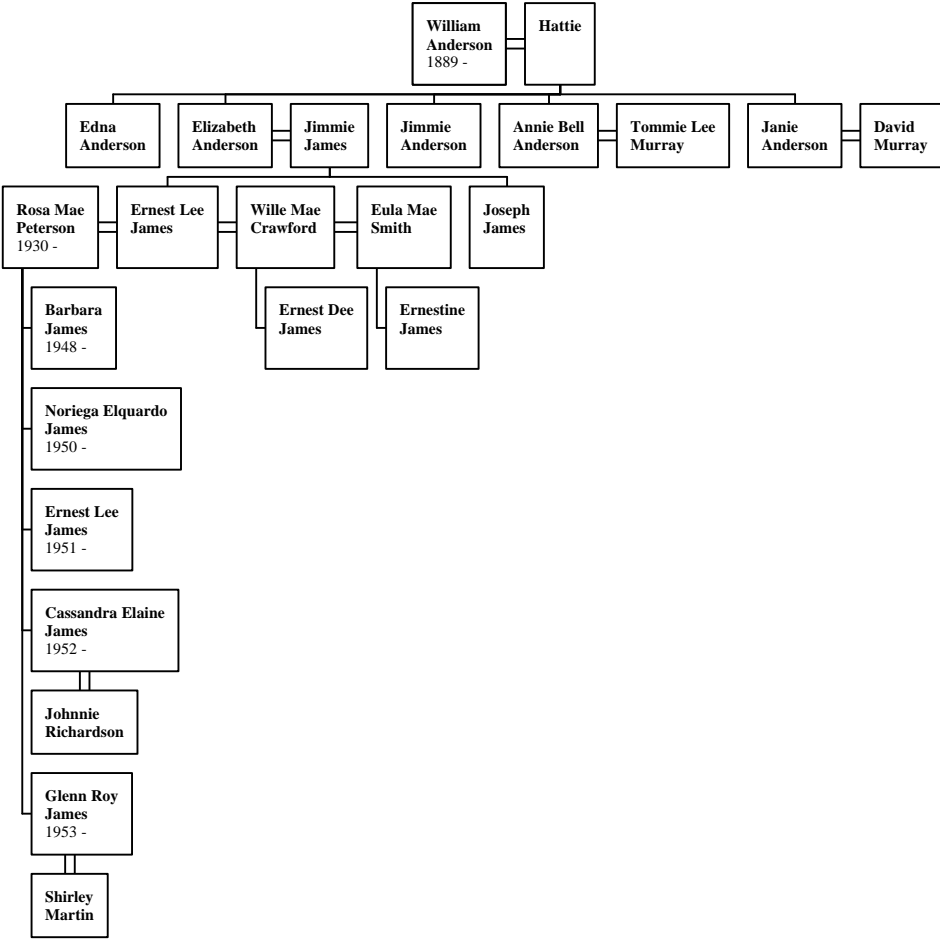 William
Anderson
1889 -
Hattie
Edna
Anderson
Elizabeth
Anderson
Jimmie
James
Jimmie
Anderson
Annie Bell
Anderson
Tommie Lee
Murray
Janie
Anderson
David
Murray
Rosa Mae
Peterson
1930 -
Ernest Lee
James
Wille Mae
Crawford
Eula Mae
Smith
Joseph
James
Barbara
James
1948 -
Ernest Dee
James
Ernestine
James
Noriega Elquardo
James
1950 -
Ernest Lee
James
1951 -
Cassandra Elaine
James
1952 -
Johnnie
Richardson
Glenn Roy
James
1953 -
Shirley
Martin